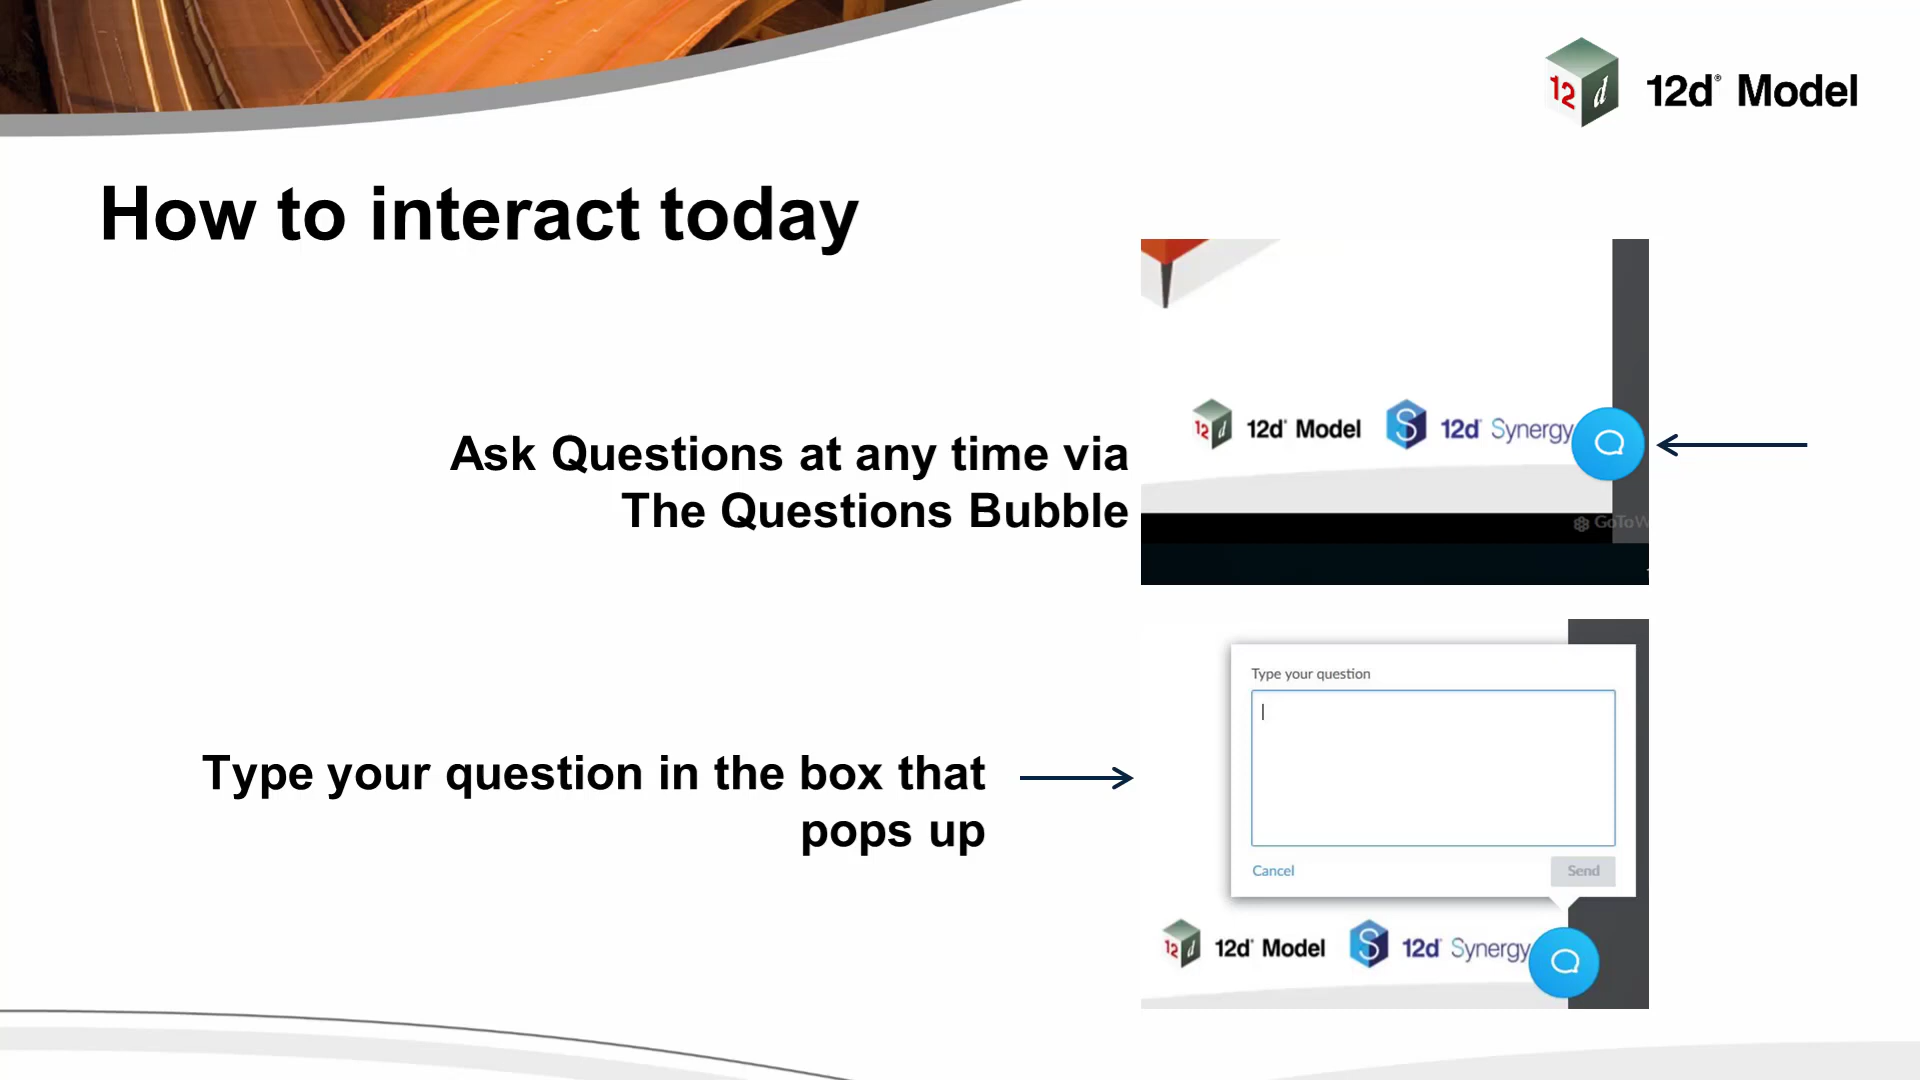 12d® Model
How to interact today
12d® Model
12d® Synergy
Ask Questions at any time via
The Questions Bubble
GoToW
Type your question
Type your question in the box that
pops up
Cancel
Send
12d® Model
12d® Synergy